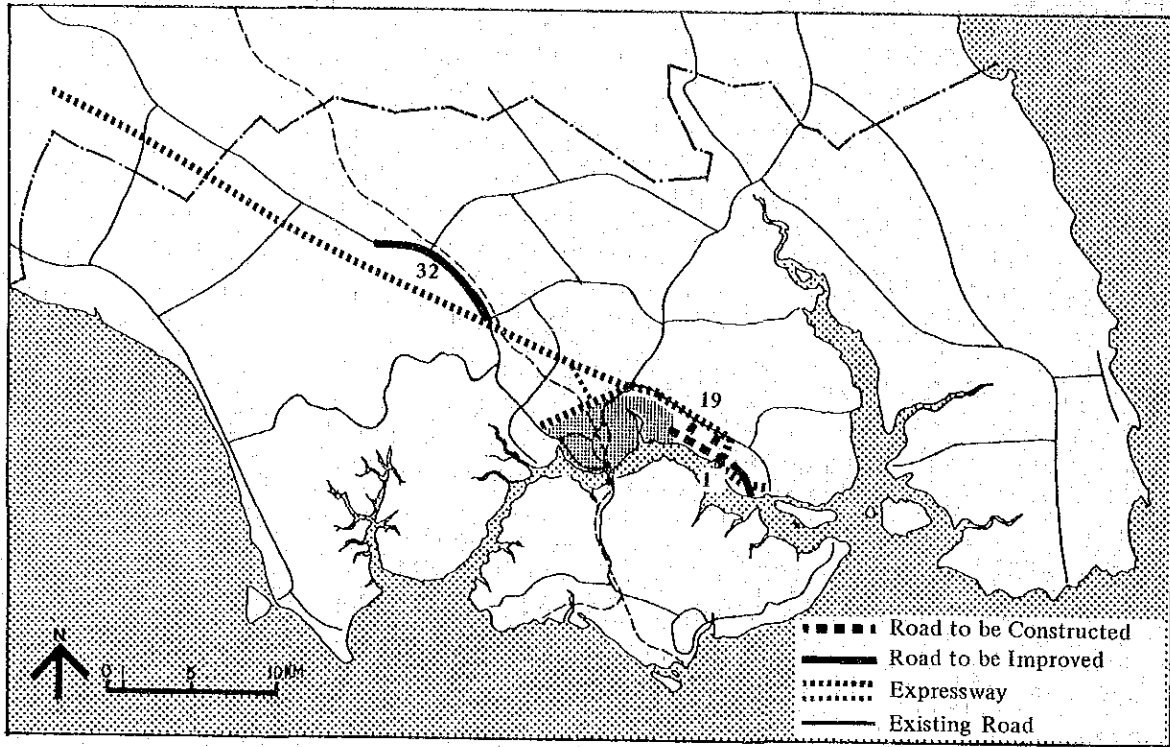 32
19
1
N
0 5 10KM
Road to be Constructed
Road to be Improved
Expressway
Existing Road